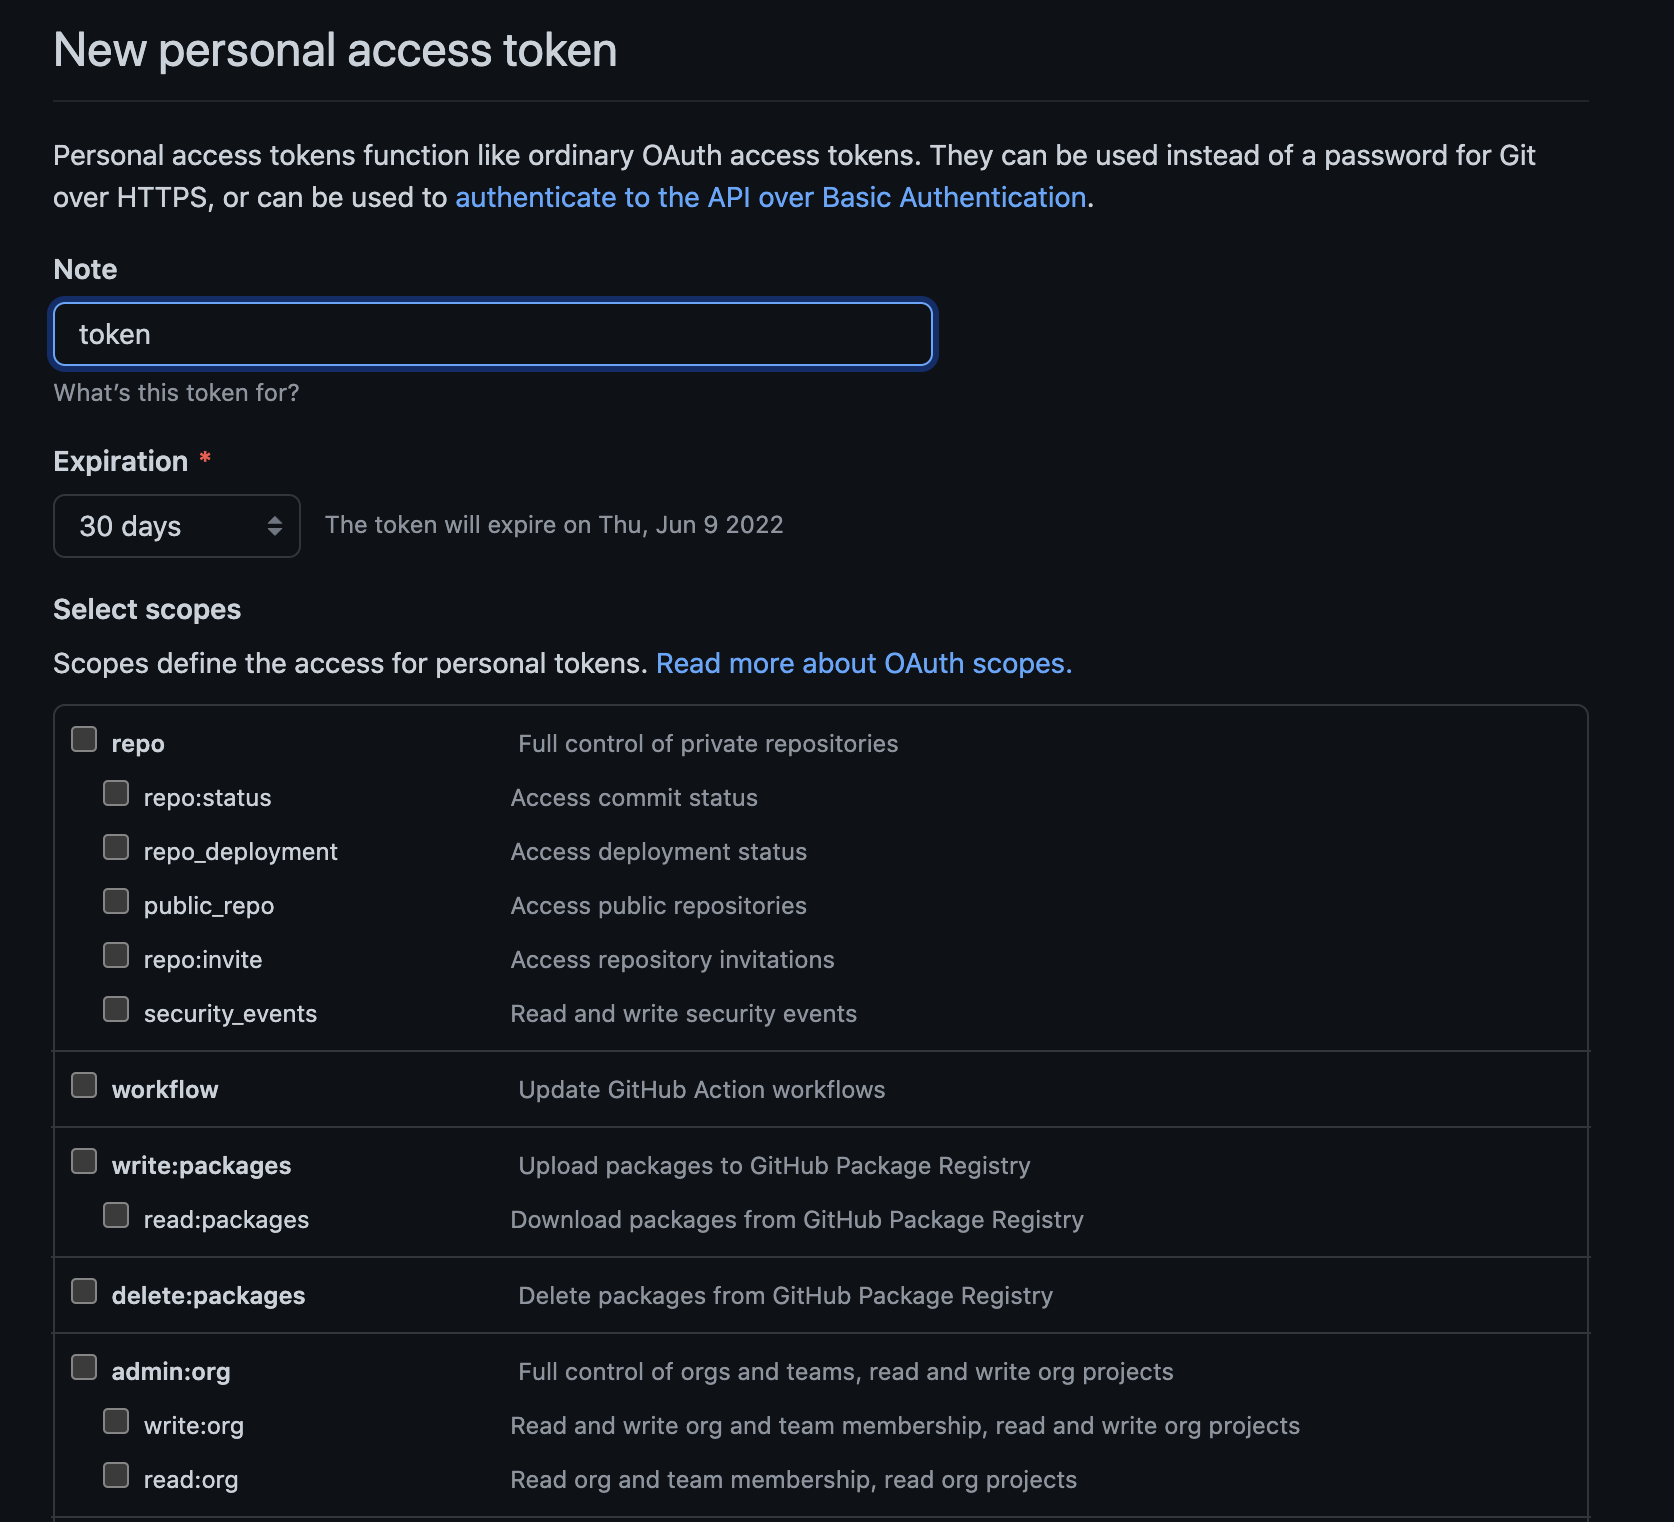 New personal access token
Personal access tokens function like ordinary OAuth access tokens. They can be used instead of a password for Git
over HTTPS, or can be used to authenticate to the API over Basic Authentication.
Note
token
What's this token for?
Expiration *
30 days The token will expire on Thu, Jun 9 2022
Select scopes
Scopes define the access for personal tokens. Read more about OAuth scopes.
repo Full control of private repositories
repo:status Access commit status
repo_deployment Access deployment status
public_repo Access public repositories
repo:invite Access repository invitations
security_events Read and write security events
workflow Update GitHub Action workflows
write:packages Upload packages to GitHub Package Registry
read:packages Download packages from GitHub Package Registry
delete:packages Delete packages from GitHub Package Registry
admin:org Full control of orgs and teams, read and write org projects
write:org Read and write org and team membership, read and write org projects
read:org Read org and team membership, read org projects